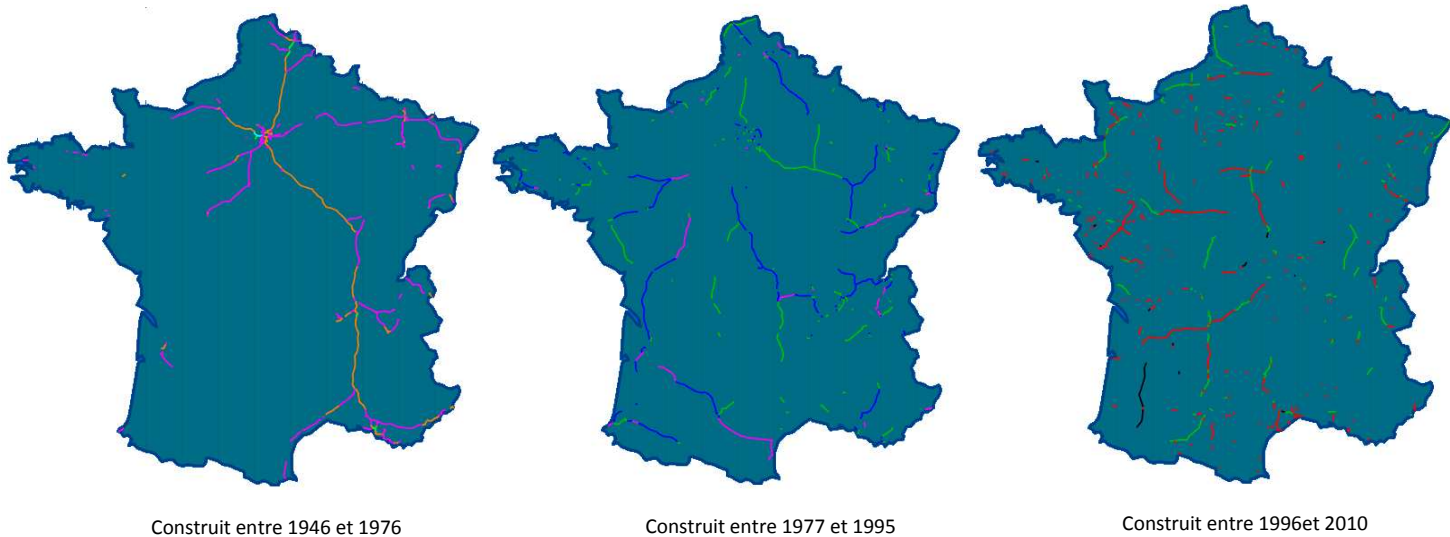 Construit entre 1946 et 1976
Construit entre 1977 et 1995
Construit entre 1996et 2010